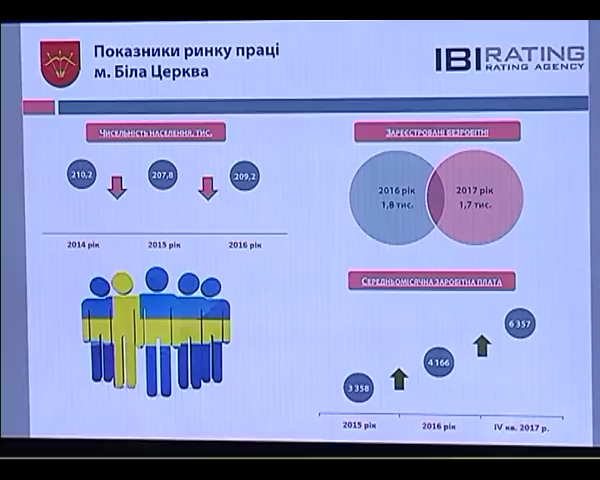 Показники ринку праці
м. Біла Церква
IBI RATING
RATING AGENCY
Чисельність населення, тис.
210,2
207,8
209,2
2014 рік
2015 рік
2016 рік
Зареєстровані безробітні
2016 рік
1,8 тис.
2017 рік
1,7 тис.
Середньомісячна заробітна плата
3 358
4 166
6 357
2015 рік
2016 рік
IV кв. 2017 р.